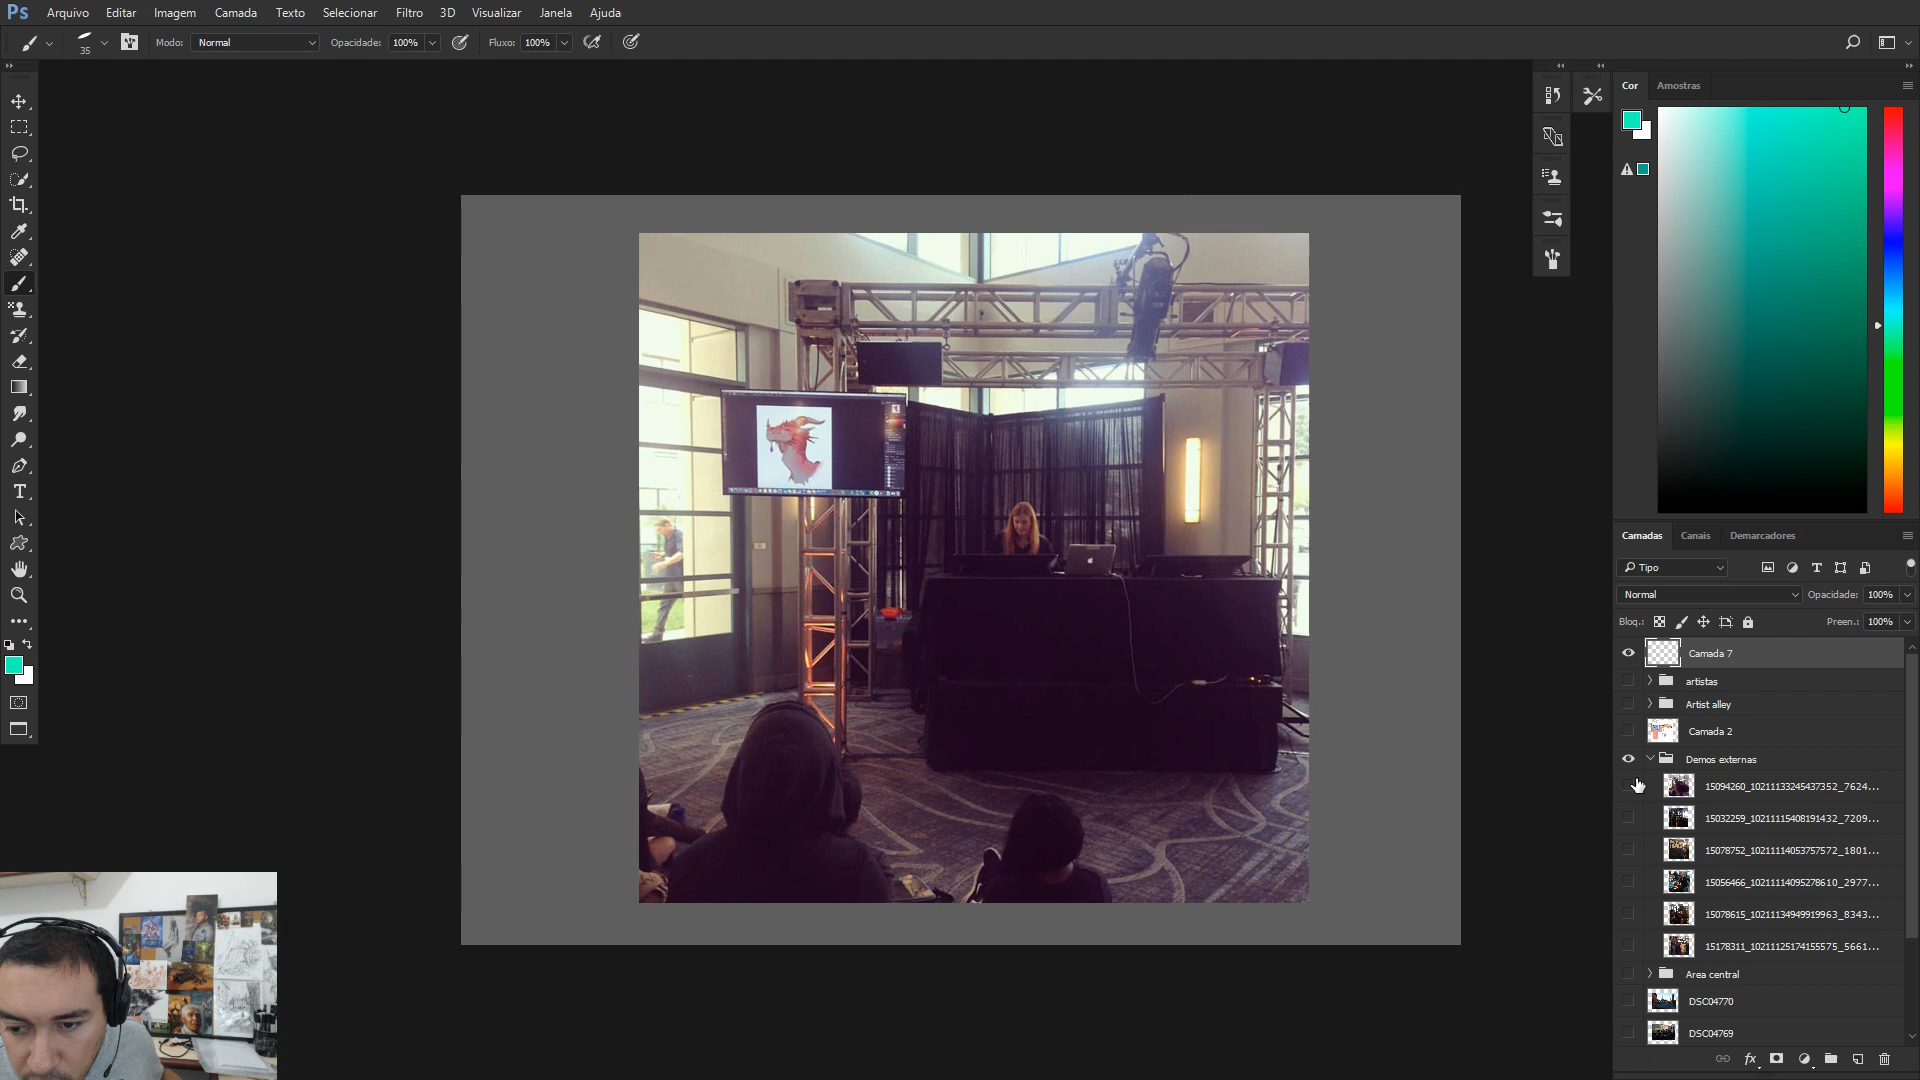 Ps Arquivo Editar Imagem Camada Texto Selecionar Filtro 3D Visualizar Janela Ajuda
35 Modo: Normal Opacidade: 100% Fluxo: 100%
Cor Amostras
Camadas Canais Demarcadores
Tipo
Normal Opacidade: 100%
Bloq.: Preen.: 100%
Camada 7
artistas
Artist alley
Camada 2
Demos externas
15094260_10211133245437352_7624...
15032259_10211115408191432_7209...
15078752_10211114053757572_1801...
15056466_10211114095278610_2977...
15078615_10211134949919963_8343...
15178311_10211125174155575_5661...
Area central
DSC04770
DSC04769
fx